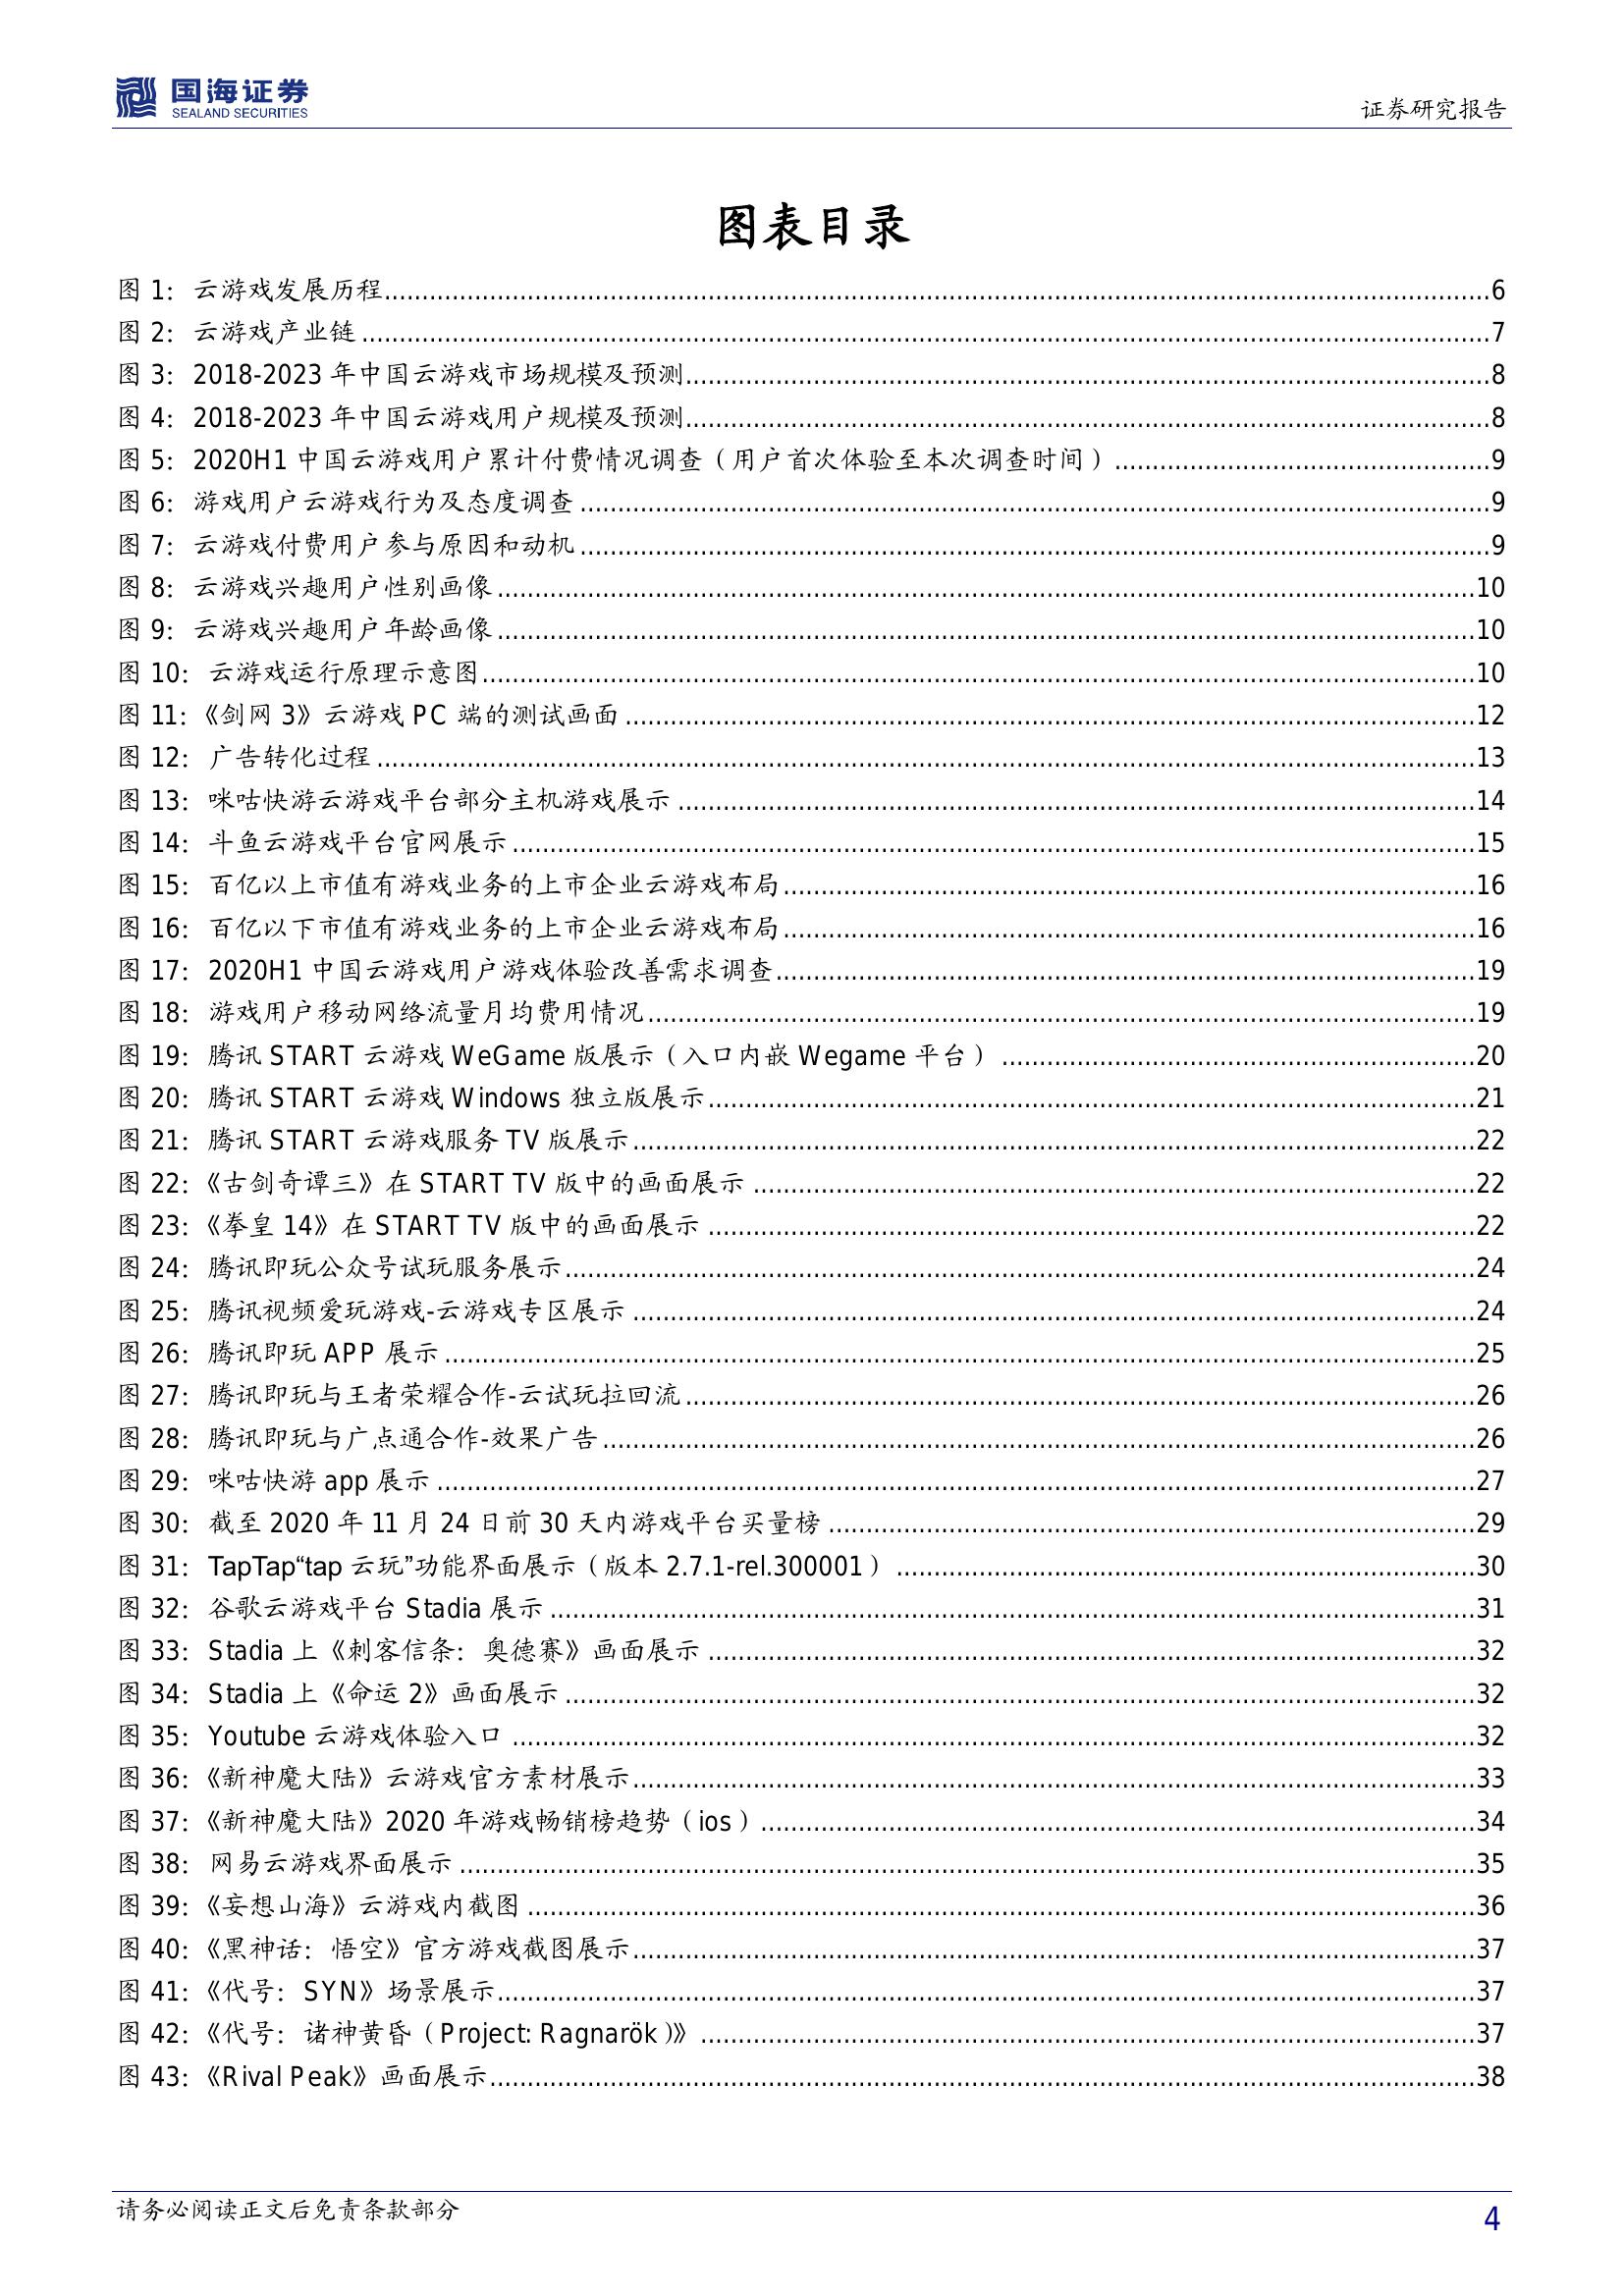 国海证券
SEALAND SECURITIES
证券研究报告
图表目录
图 1：云游戏发展历程........6
图 2：云游戏产业链........7
图 3：2018-2023 年中国云游戏市场规模及预测........8
图 4：2018-2023 年中国云游戏用户规模及预测........8
图 5：2020H1 中国云游戏用户累计付费情况调查（用户首次体验至本次调查时间）........9
图 6：游戏用户云游戏行为及态度调查........9
图 7：云游戏付费用户参与原因和动机........9
图 8：云游戏兴趣用户性别画像........10
图 9：云游戏兴趣用户年龄画像........10
图 10：云游戏运行原理示意图........10
图 11：《剑网 3》云游戏 PC 端的测试画面........12
图 12：广告转化过程........13
图 13：咪咕快游云游戏平台部分主机游戏展示........14
图 14：斗鱼云游戏平台官网展示........15
图 15：百亿以上市值有游戏业务的上市企业云游戏布局........16
图 16：百亿以下市值有游戏业务的上市企业云游戏布局........16
图 17：2020H1 中国云游戏用户游戏体验改善需求调查........19
图 18：游戏用户移动网络流量月均费用情况........19
图 19：腾讯 START 云游戏 WeGame 版展示（入口内嵌 Wegame 平台）........20
图 20：腾讯 START 云游戏 Windows 独立版展示........21
图 21：腾讯 START 云游戏服务 TV 版展示........22
图 22：《古剑奇谭三》在 START TV 版中的画面展示........22
图 23：《拳皇 14》在 START TV 版中的画面展示........22
图 24：腾讯即玩公众号试玩服务展示........24
图 25：腾讯视频爱玩游戏-云游戏专区展示........24
图 26：腾讯即玩 APP 展示........25
图 27：腾讯即玩与王者荣耀合作-云试玩拉回流........26
图 28：腾讯即玩与广点通合作-效果广告........26
图 29：咪咕快游 app 展示........27
图 30：截至 2020 年 11 月 24 日前 30 天内游戏平台买量榜........29
图 31：TapTap“tap 云玩”功能界面展示（版本 2.7.1-rel.300001）........30
图 32：谷歌云游戏平台 Stadia 展示........31
图 33：Stadia 上《刺客信条：奥德赛》画面展示........32
图 34：Stadia 上《命运 2》画面展示........32
图 35：Youtube 云游戏体验入口........32
图 36：《新神魔大陆》云游戏官方素材展示........33
图 37：《新神魔大陆》2020 年游戏畅销榜趋势（ios）........34
图 38：网易云游戏界面展示........35
图 39：《妄想山海》云游戏内截图........36
图 40：《黑神话：悟空》官方游戏截图展示........37
图 41：《代号：SYN》场景展示........37
图 42：《代号：诸神黄昏（Project: Ragnarök）》........37
图 43：《Rival Peak》画面展示........38
请务必阅读正文后免责条款部分
4